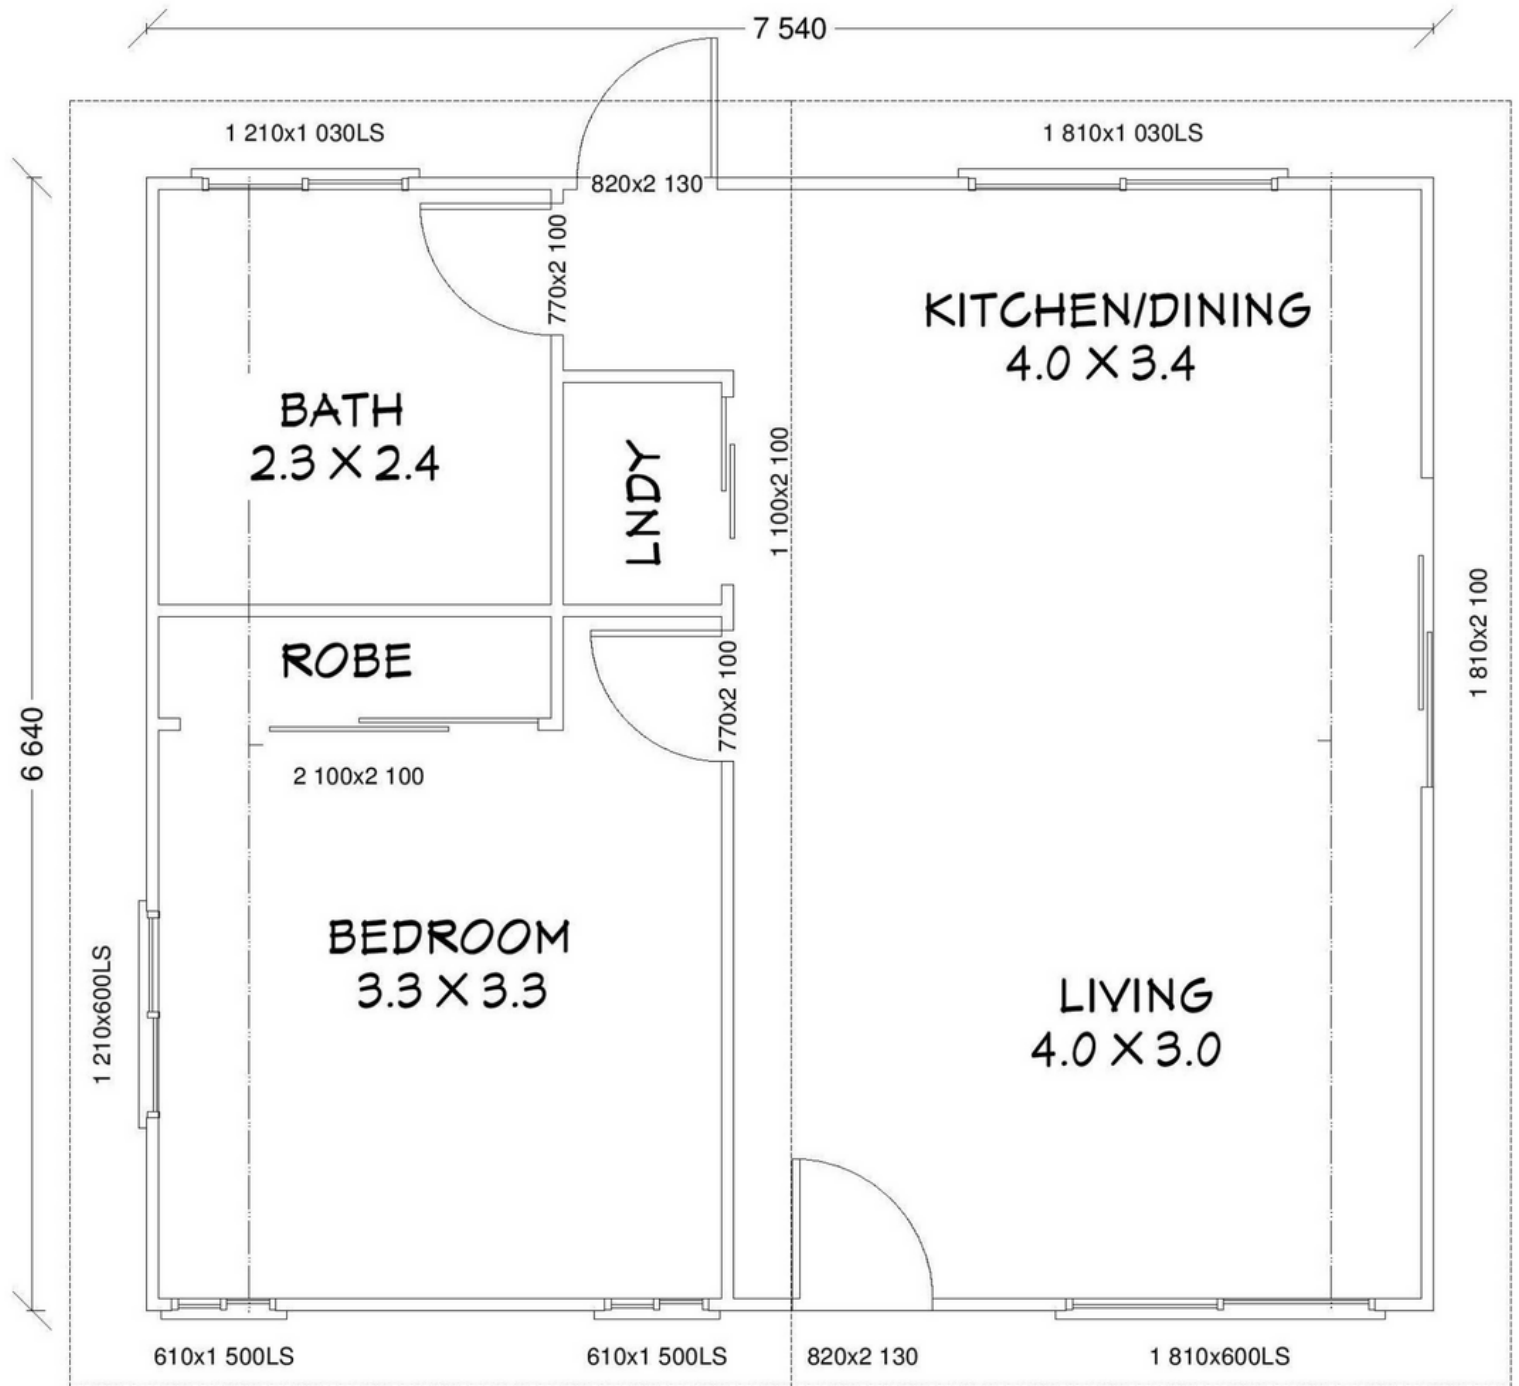 7 540
1 210x1 030LS
1 810x1 030LS
820x2 130
770x2 100
KITCHEN/DINING
4.0 X 3.4
BATH
2.3 X 2.4
LNDY
1 100x2 100
1 810x2 100
ROBE
770x2 100
6 640
2 100x2 100
BEDROOM
3.3 X 3.3
1 210x600LS
LIVING
4.0 X 3.0
610x1 500LS
610x1 500LS
820x2 130
1 810x600LS